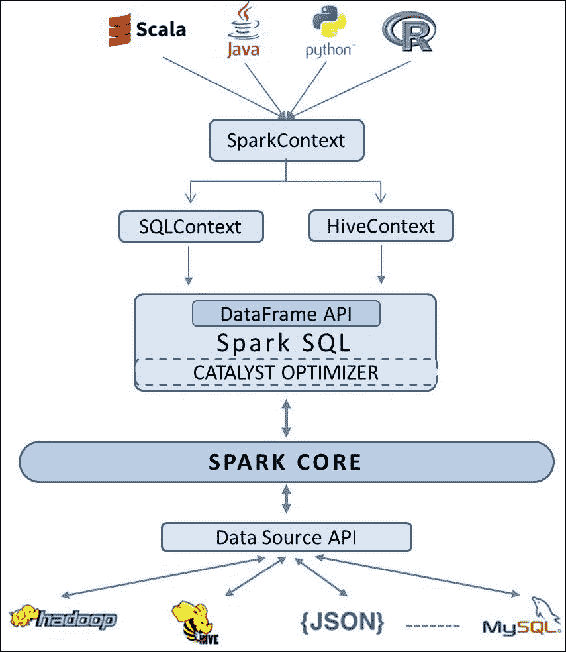 Scala Java python R
SparkContext
SQLContext HiveContext
DataFrame API
Spark SQL
CATALYST OPTIMIZER
SPARK CORE
Data Source API
hadoop HIVE {JSON} MySQL